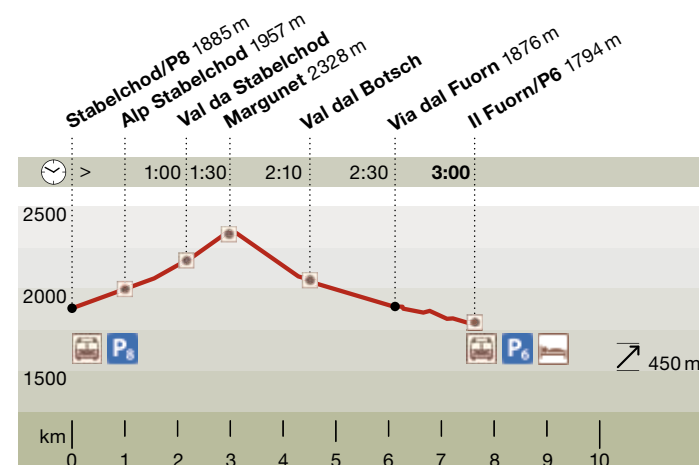 Stabelchod/P8 1885 m
Alp Stabelchod 1957 m
Val da Stabelchod
Margunet 2328 m
Val dal Botsch
Via dal Fuorn 1876 m
Il Fuorn/P6 1794 m
> 1:00 1:30 2:10 2:30 3:00
2500
2000
P8 P6
450 m
1500
km
0 1 2 3 4 5 6 7 8 9 10